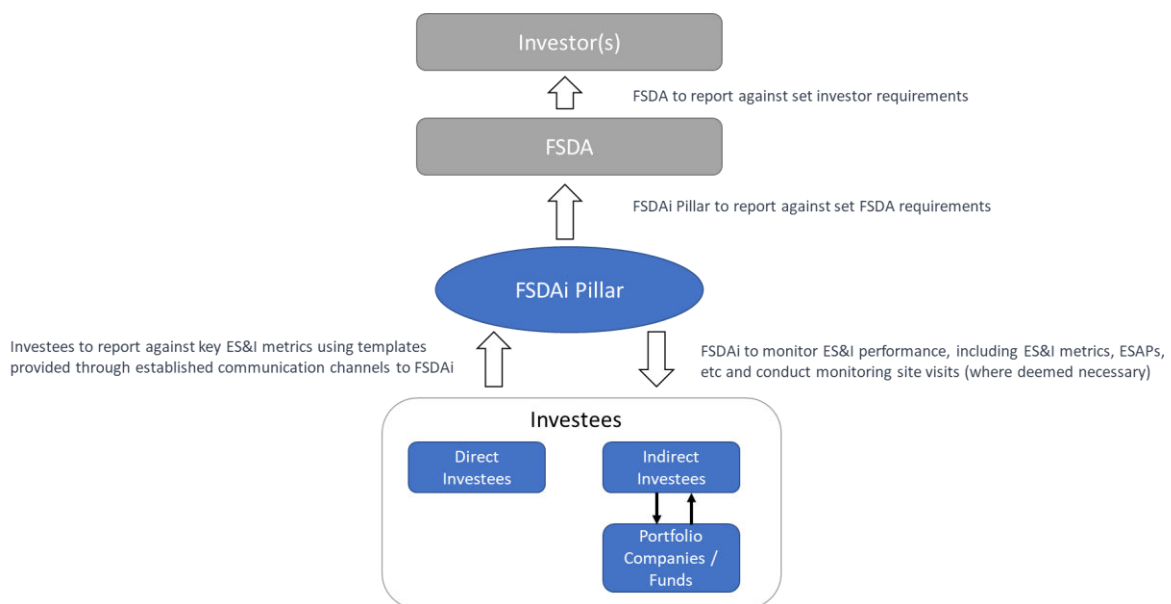 Investor(s)
FSDA to report against set investor requirements
FSDA
FSDAi Pillar to report against set FSDA requirements
FSDAi Pillar
Investees to report against key ES&I metrics using templates
provided through established communication channels to FSDAi
FSDAi to monitor ES&I performance, including ES&I metrics, ESAPs,
etc and conduct monitoring site visits (where deemed necessary)
Investees
Direct
Investees
Indirect
Investees
Portfolio
Companies /
Funds